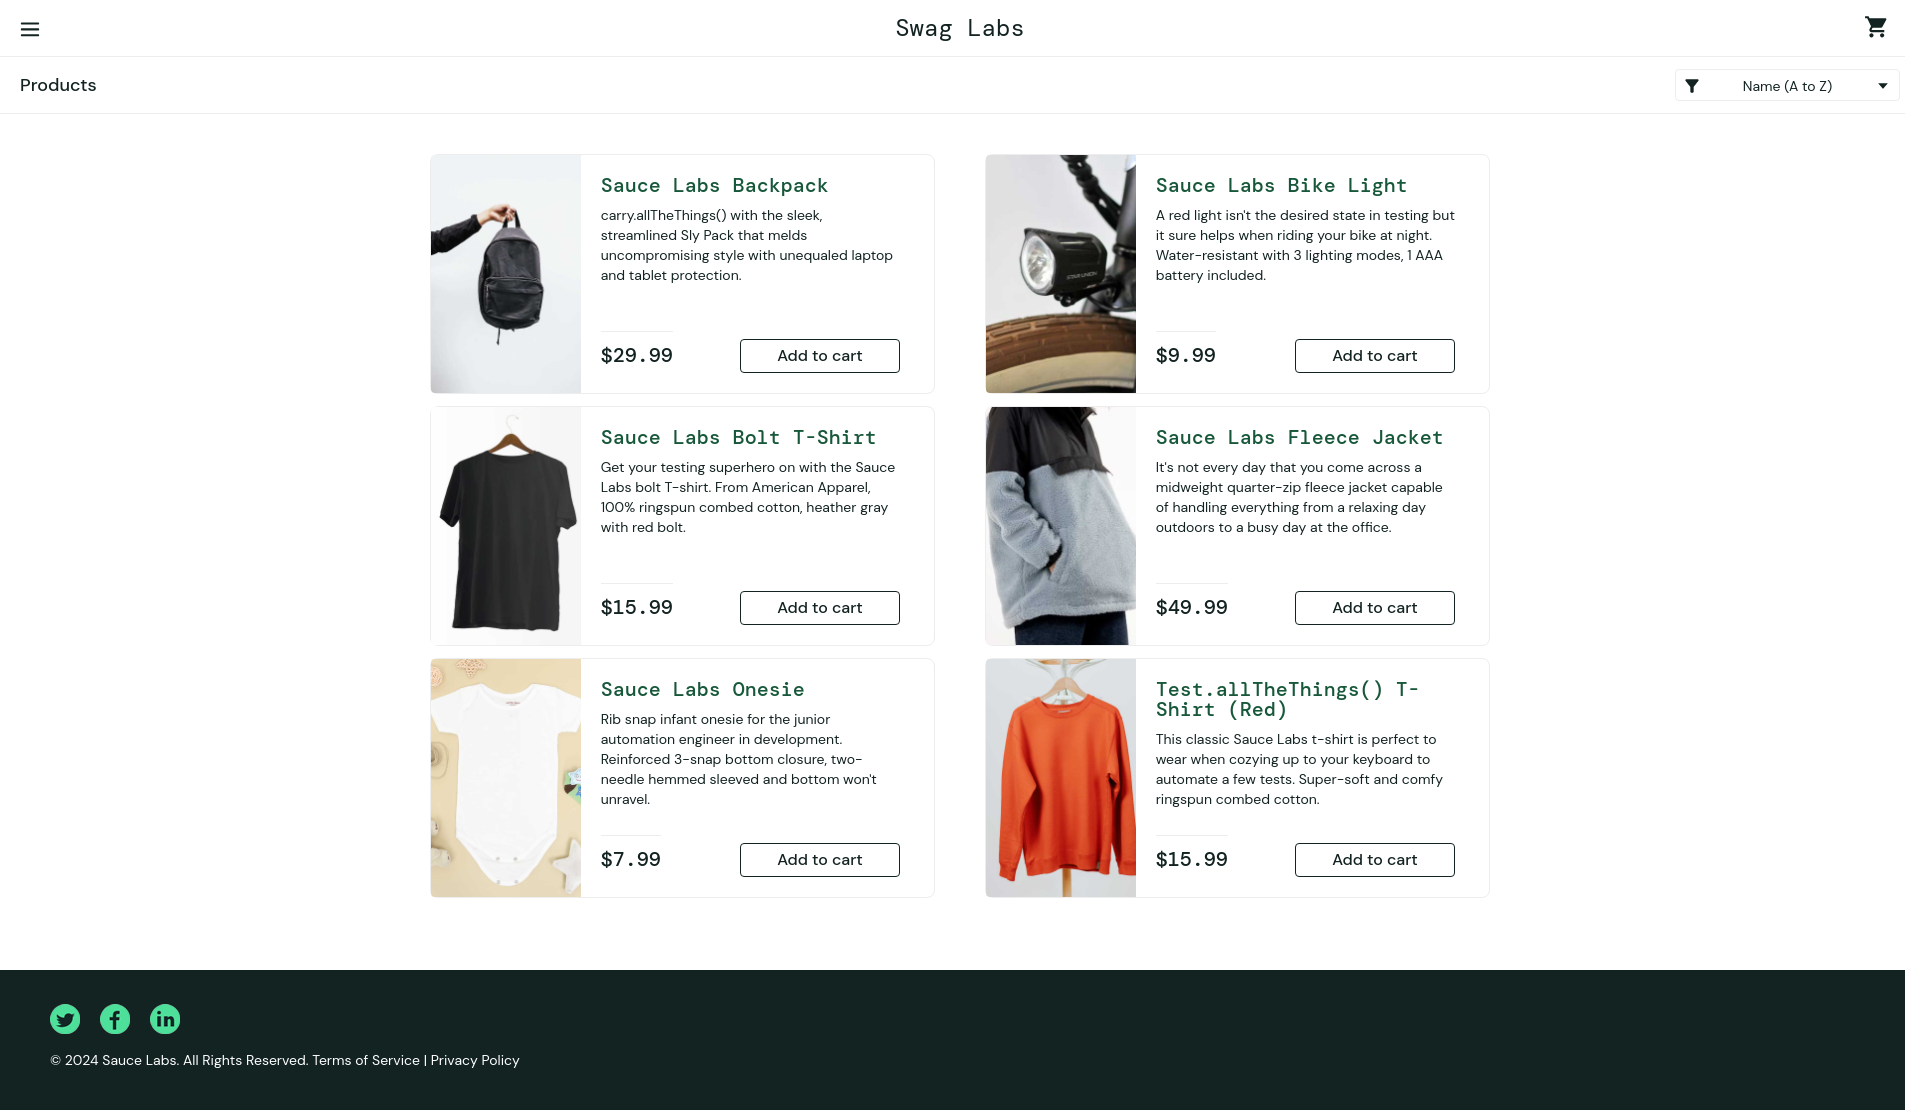 Swag Labs
Products
Name (A to Z)
Sauce Labs Backpack
carry.allTheThings() with the sleek,
streamlined Sly Pack that melds
uncompromising style with unequaled laptop
and tablet protection.
$29.99
Add to cart
Sauce Labs Bike Light
A red light isn't the desired state in testing but
it sure helps when riding your bike at night.
Water-resistant with 3 lighting modes, 1 AAA
battery included.
$9.99
Add to cart
Sauce Labs Bolt T-Shirt
Get your testing superhero on with the Sauce
Labs bolt T-shirt. From American Apparel,
100% ringspun combed cotton, heather gray
with red bolt.
$15.99
Add to cart
Sauce Labs Fleece Jacket
It's not every day that you come across a
midweight quarter-zip fleece jacket capable
of handling everything from a relaxing day
outdoors to a busy day at the office.
$49.99
Add to cart
Sauce Labs Onesie
Rib snap infant onesie for the junior
automation engineer in development.
Reinforced 3-snap bottom closure, two-
needle hemmed sleeved and bottom won't
unravel.
$7.99
Add to cart
Test.allTheThings() T-
Shirt (Red)
This classic Sauce Labs t-shirt is perfect to
wear when cozying up to your keyboard to
automate a few tests. Super-soft and comfy
ringspun combed cotton.
$15.99
Add to cart
© 2024 Sauce Labs. All Rights Reserved. Terms of Service | Privacy Policy